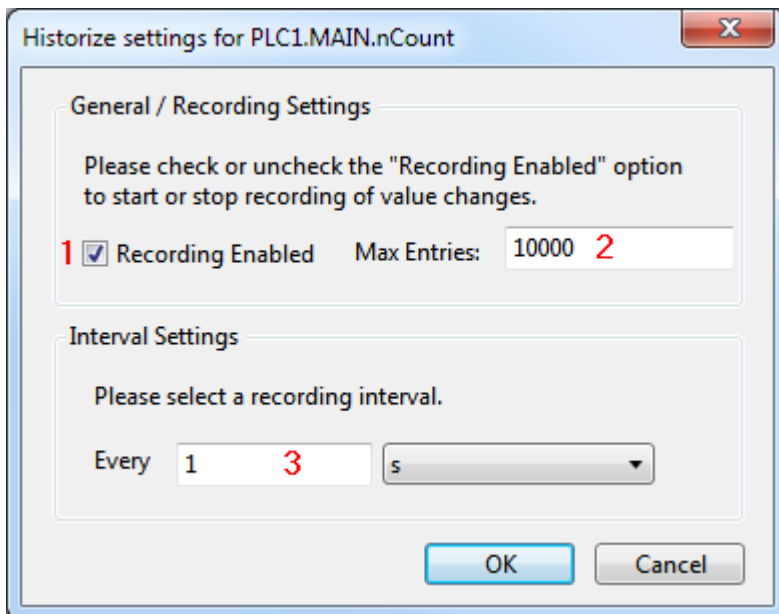 Historize settings for PLC1.MAIN.nCount
X
General / Recording Settings
Please check or uncheck the "Recording Enabled" option
to start or stop recording of value changes.
1 Recording Enabled Max Entries: 10000 2
Interval Settings
Please select a recording interval.
Every 1 3 s
OK Cancel